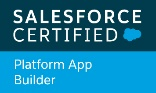 SALESFORCE
CERTIFIED
Platform App
Builder